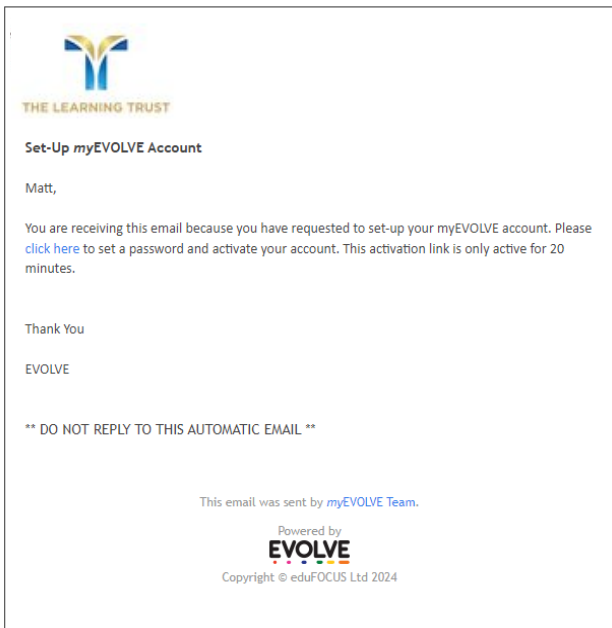 THE LEARNING TRUST
Set-Up myEVOLVE Account
Matt,
You are receiving this email because you have requested to set-up your myEVOLVE account. Please
click here to set a password and activate your account. This activation link is only active for 20
minutes.
Thank You
EVOLVE
** DO NOT REPLY TO THIS AUTOMATIC EMAIL **
This email was sent by myEVOLVE Team.
Powered by
EVOLVE
Copyright © eduFOCUS Ltd 2024